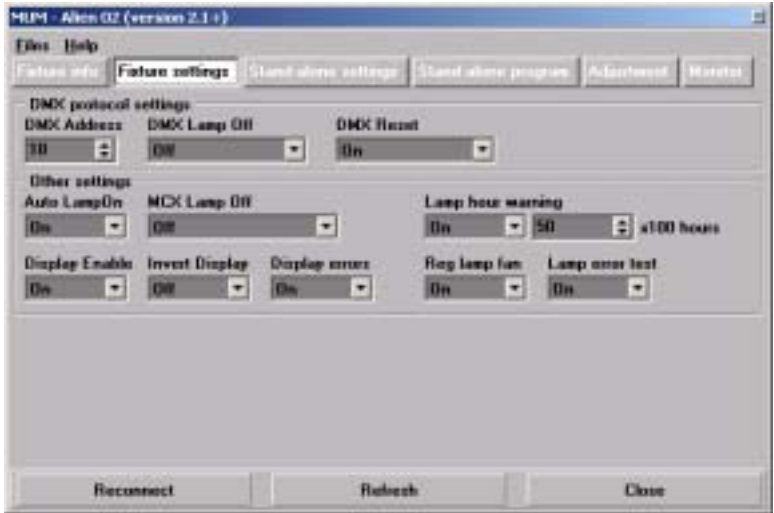 MUM - Alien 02 (version 2.1+)
Files Help
Fixture info Fixture settings Stand alone settings Stand alone program Adjustment Monitor
DMX protocol settings
DMX Address DMX Lamp Off DMX Reset
10 Off On
Other settings
Auto LampOn MCX Lamp Off Lamp hour warning
On Off On 50 x100 hours
Display Enable Invert Display Display errors Reg lamp fan Lamp error test
On Off On On On
Reconnect Refresh Close